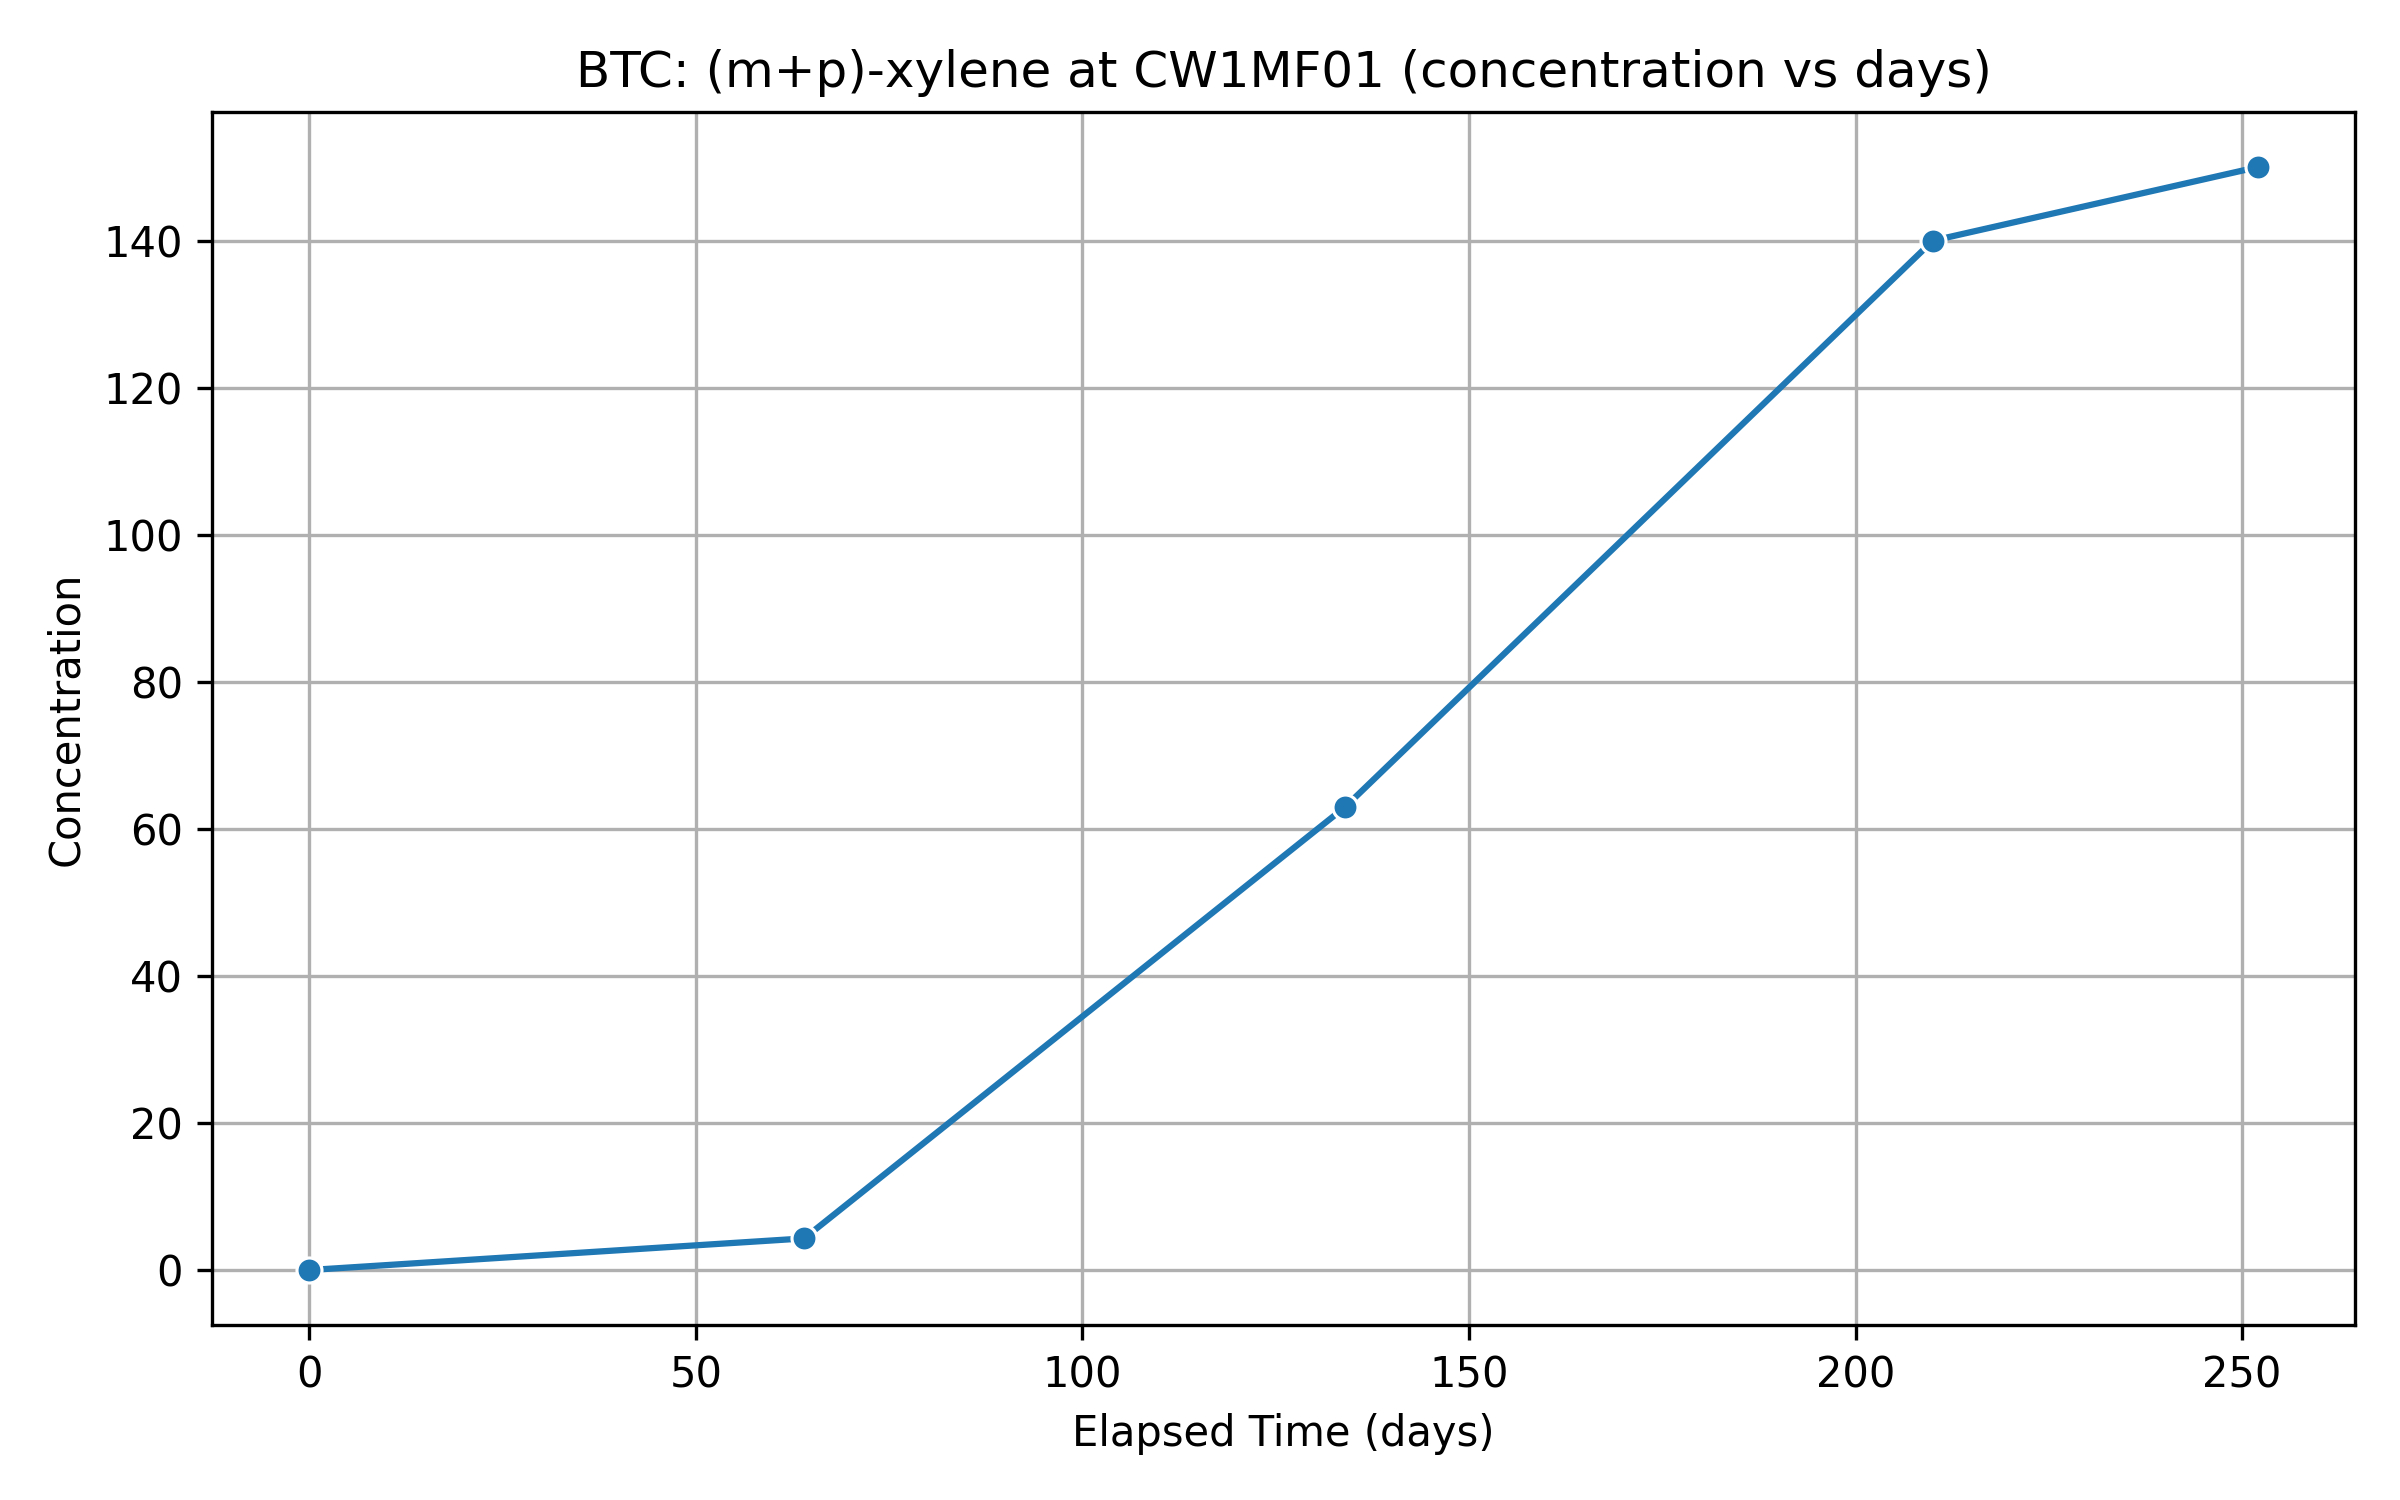 BTC: (m+p)-xylene at CW1MF01 (concentration vs days)
140
120
100
80
60
40
20
0
Concentration
0 50 100 150 200 250
Elapsed Time (days)